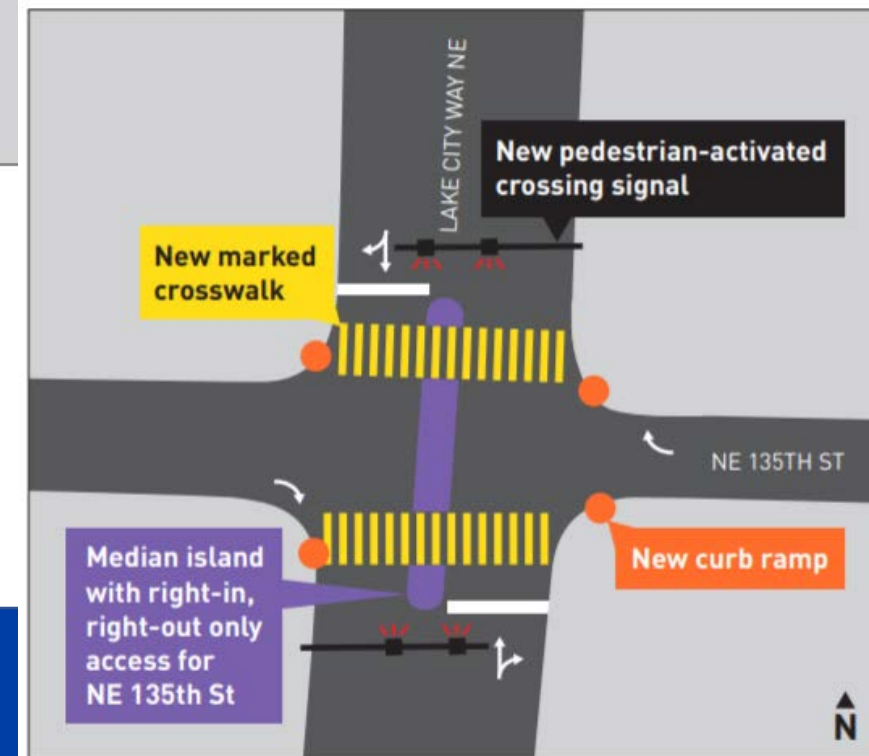 LAKE CITY WAY NE
New pedestrian-activated
crossing signal
New marked
crosswalk
NE 135TH ST
Median island
with right-in,
right-out only
access for
NE 135th St
New curb ramp
N